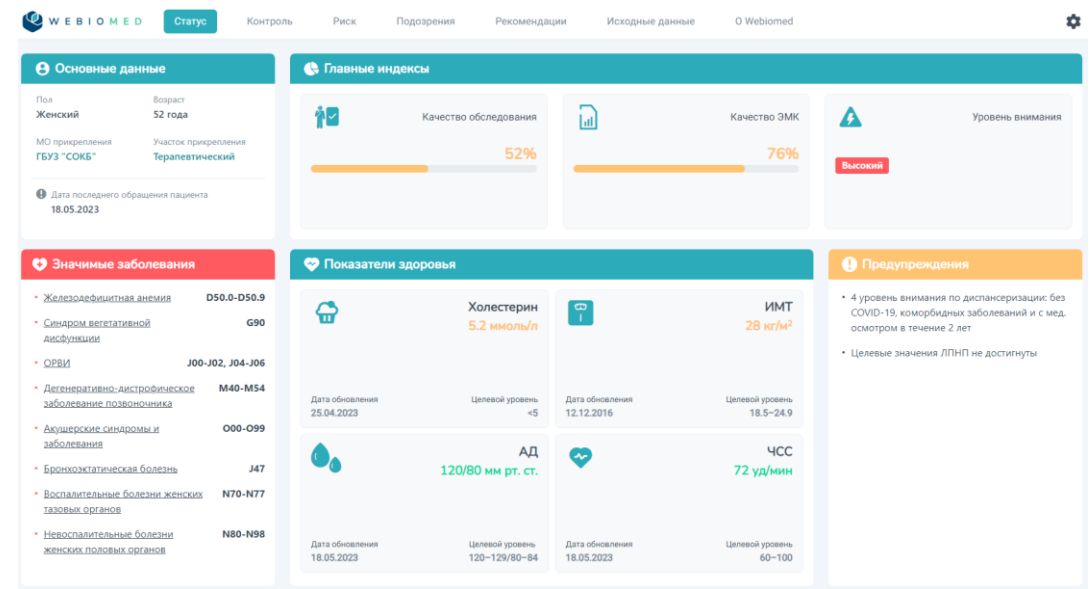 WEBIOMED
Статус
Контроль
Риск
Подозрения
Рекомендации
Исходные данные
О Webiomed
Основные данные
Пол
Возраст
Женский
52 года
МО прикрепления
Участок прикрепления
ГБУЗ "СОКБ"
Терапевтический
Дата последнего обращения пациента
18.05.2023
Главные индексы
Качество обследования
52%
Качество ЭМК
76%
Уровень внимания
Высокий
Значимые заболевания
Железодефицитная анемия D50.0-D50.9
Синдром вегетативной G90
дисфункции
ОРВИ J00-J02, J04-J06
Дегенеративно-дистрофическое M40-M54
заболевание позвоночника
Акушерские синдромы и O00-O99
заболевания
Бронхоэктатическая болезнь J47
Воспалительные болезни женских N70-N77
тазовых органов
Невоспалительные болезни N80-N98
женских половых органов
Показатели здоровья
Холестерин
5.2 ммоль/л
Дата обновления
Целевой уровень
25.04.2023
<5
ИМТ
28 кг/м²
Дата обновления
Целевой уровень
12.12.2016
18.5–24.9
АД
120/80 мм рт. ст.
Дата обновления
Целевой уровень
18.05.2023
120–129/80–84
ЧСС
72 уд/мин
Дата обновления
Целевой уровень
18.05.2023
60–100
Предупреждения
• 4 уровень внимания по диспансеризации: без
COVID-19, коморбидных заболеваний и с мед.
осмотром в течение 2 лет
• Целевые значения ЛПНП не достигнуты